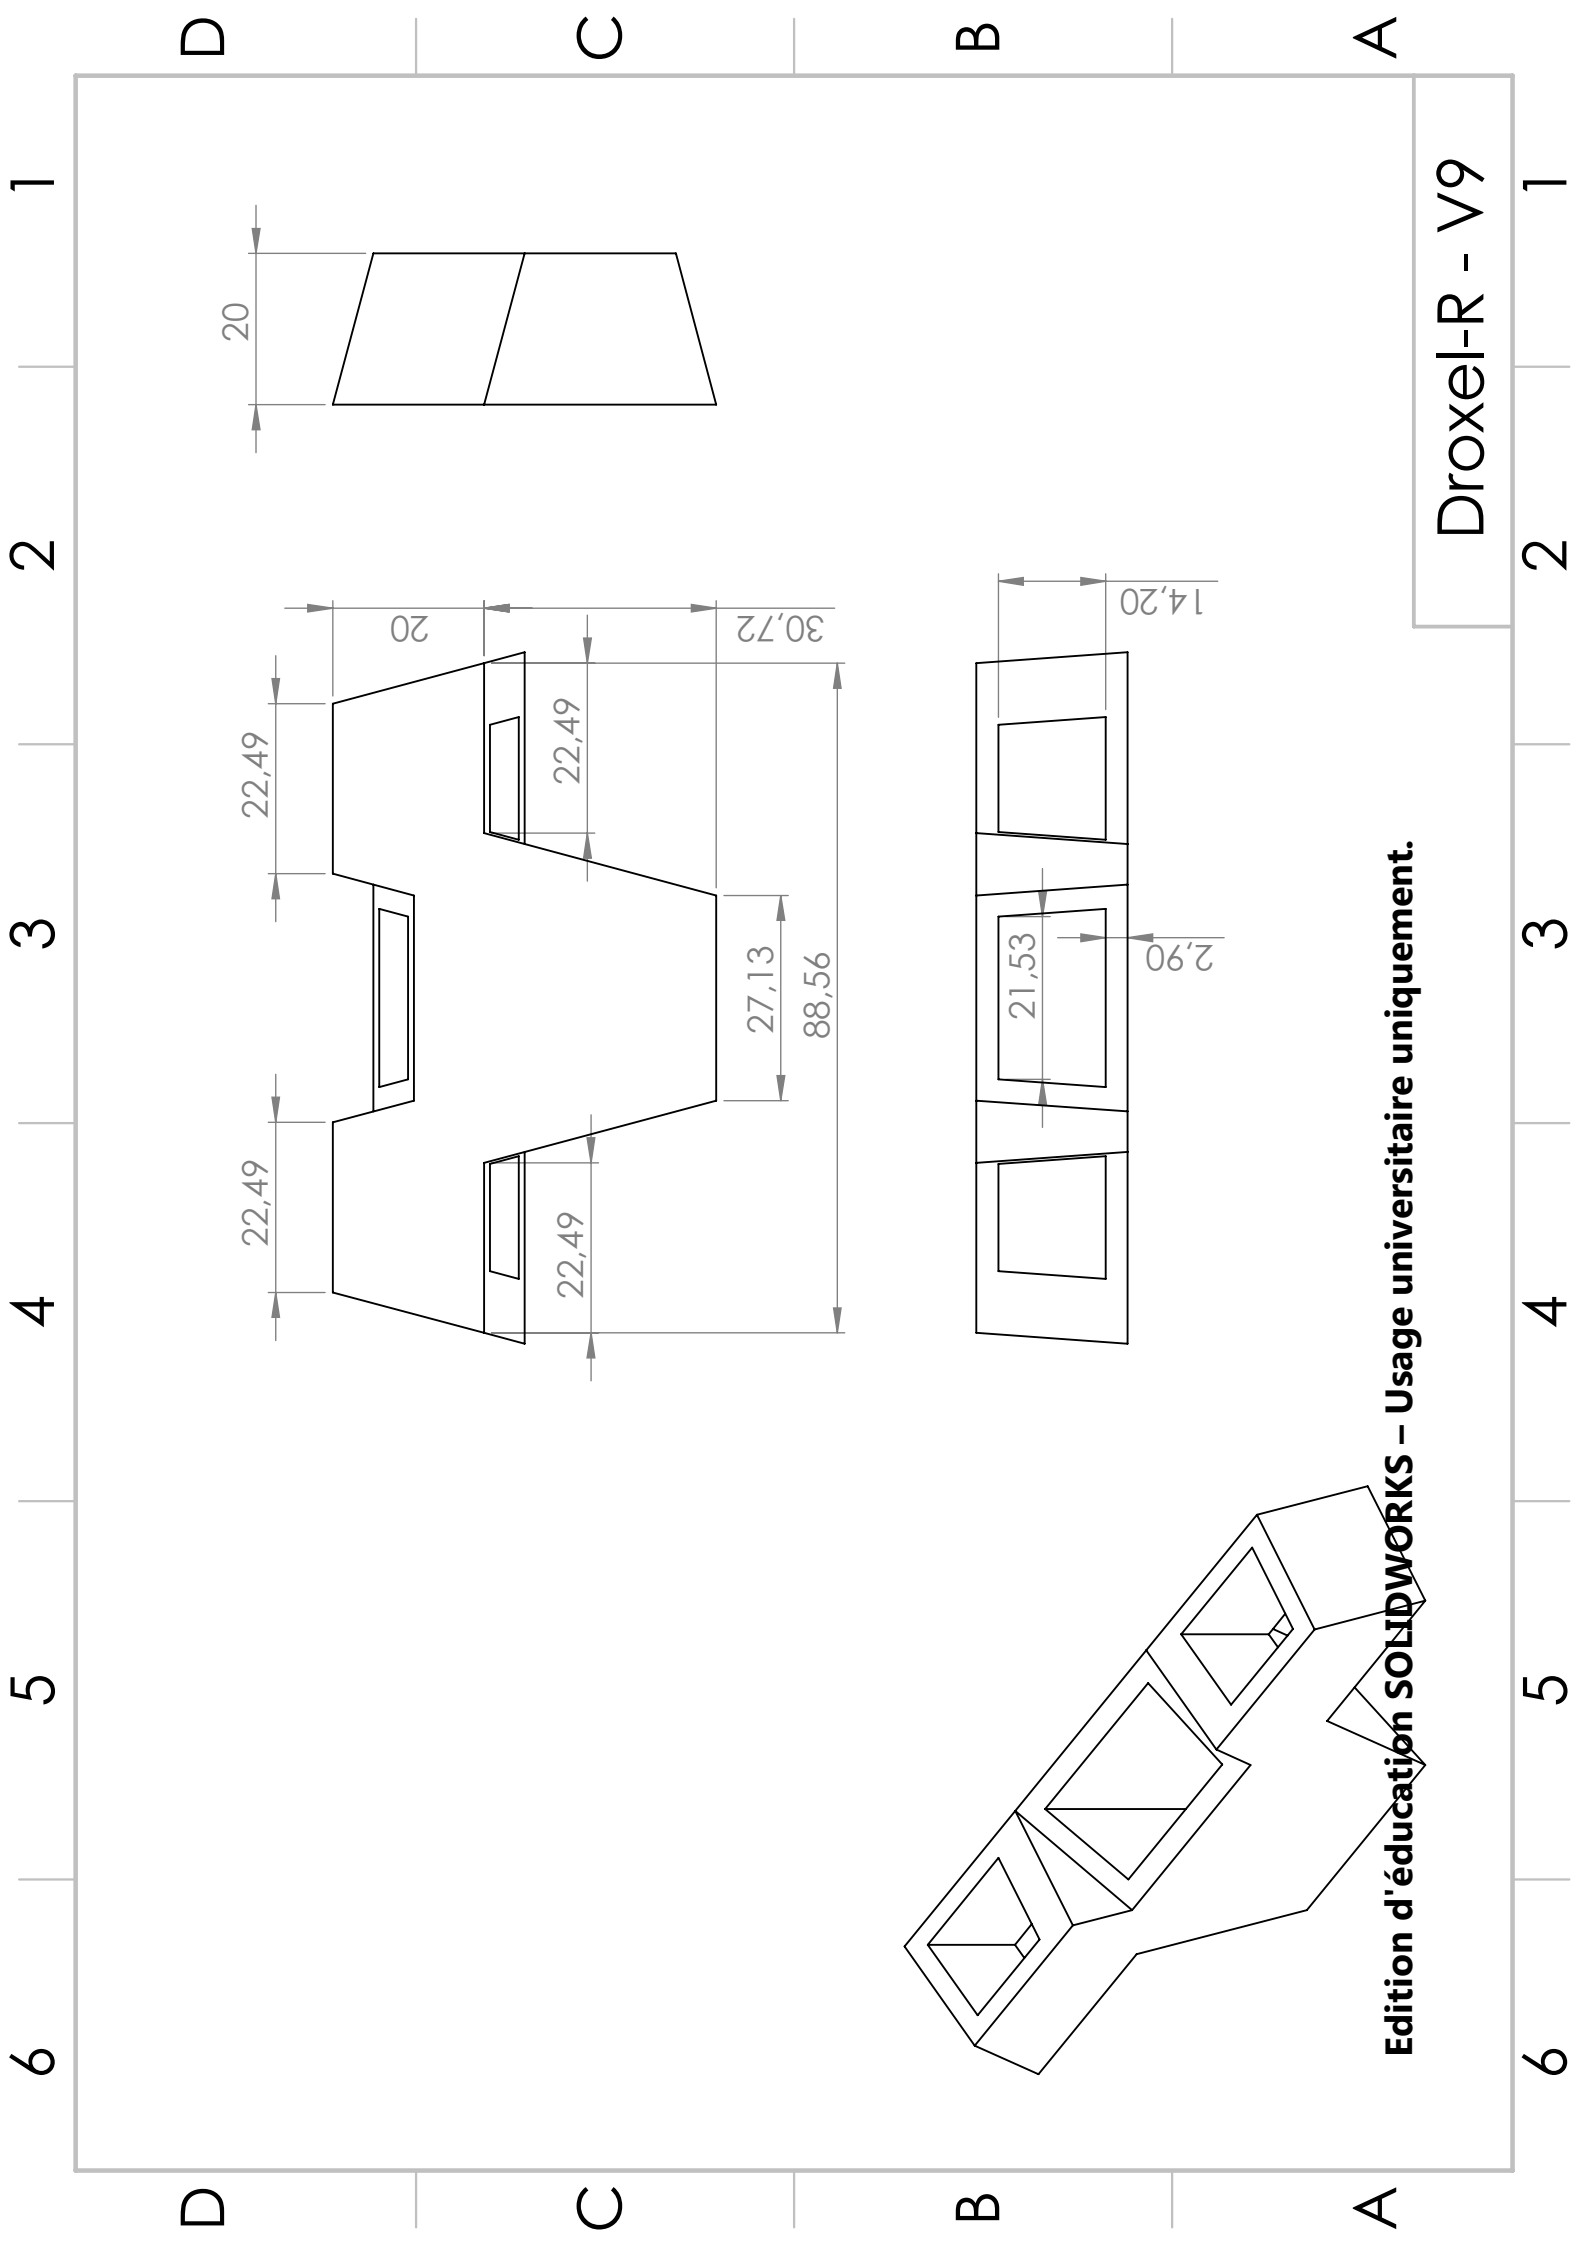 D
C
B
A
1
2
3
4
5
6
20
20
30,72
22,49
22,49
22,49
22,49
27,13
88,56
14,20
21,53
2,90
Droxel-R - V9
Edition d'éducation SOLIDWORKS – Usage universitaire uniquement.
1
2
3
4
5
6
D
C
B
A